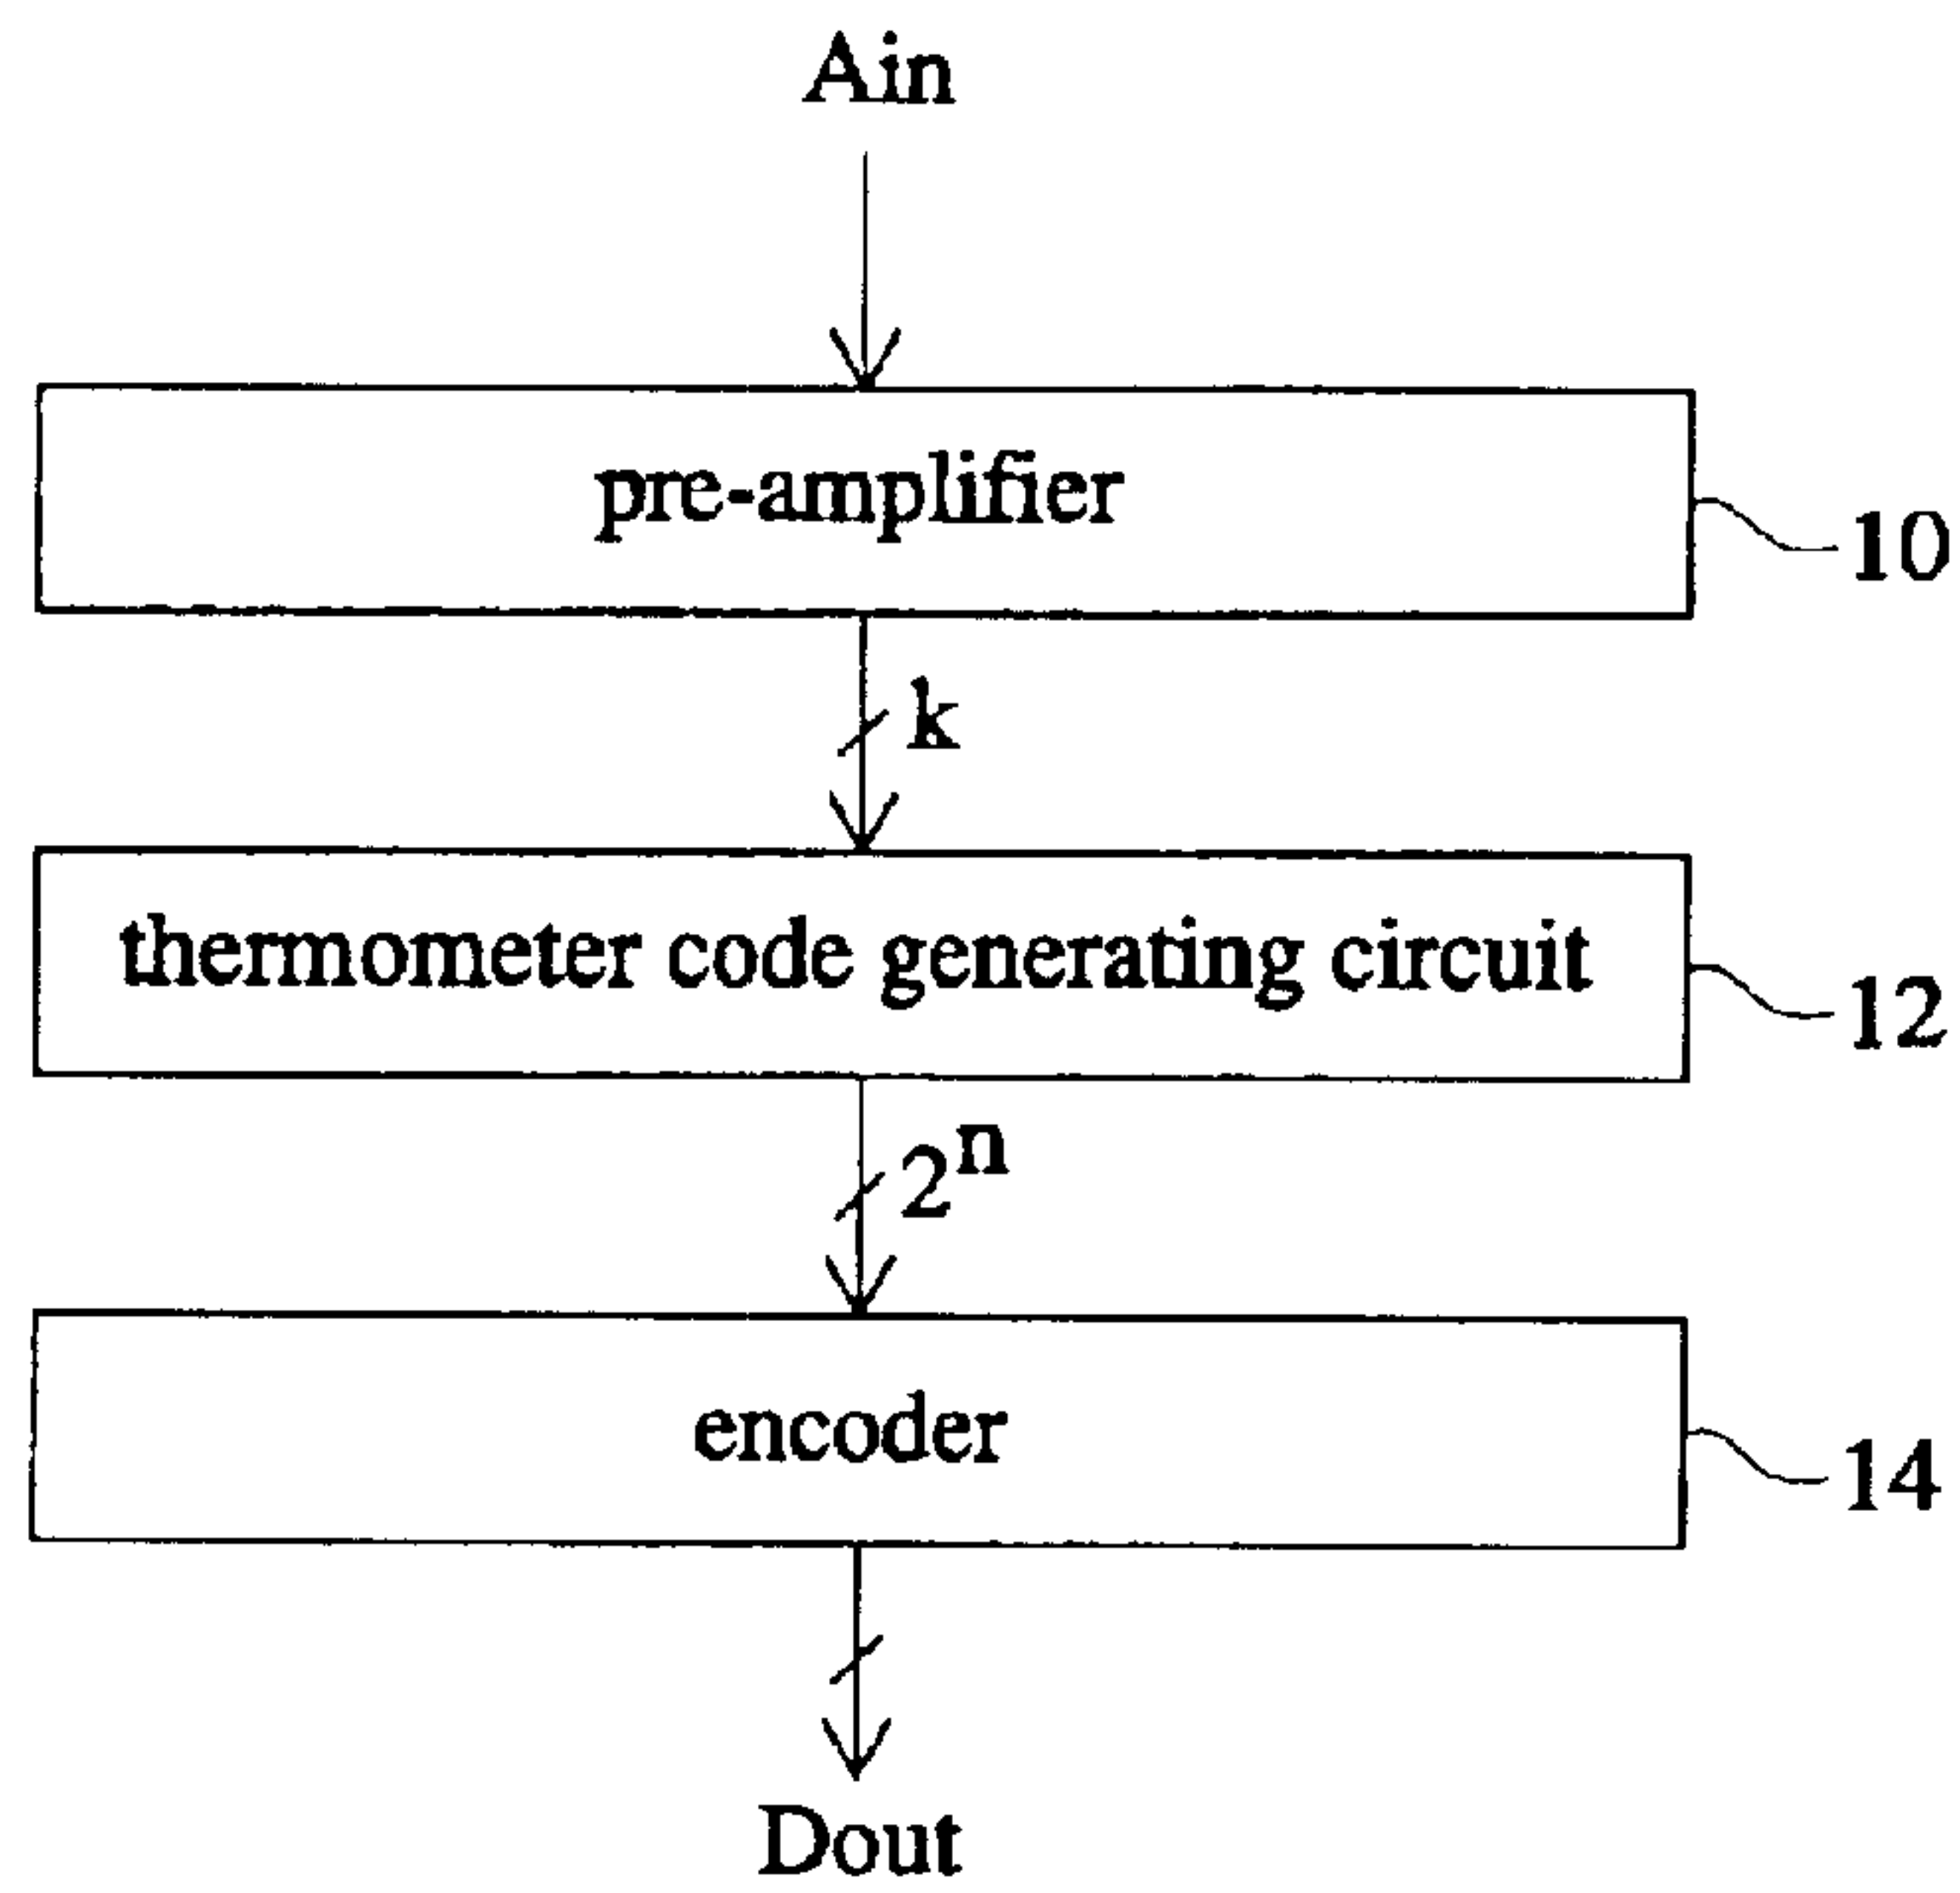 Ain
pre-amplifier
10
k
thermometer code generating circuit
12
2^n
encoder
14
Dout